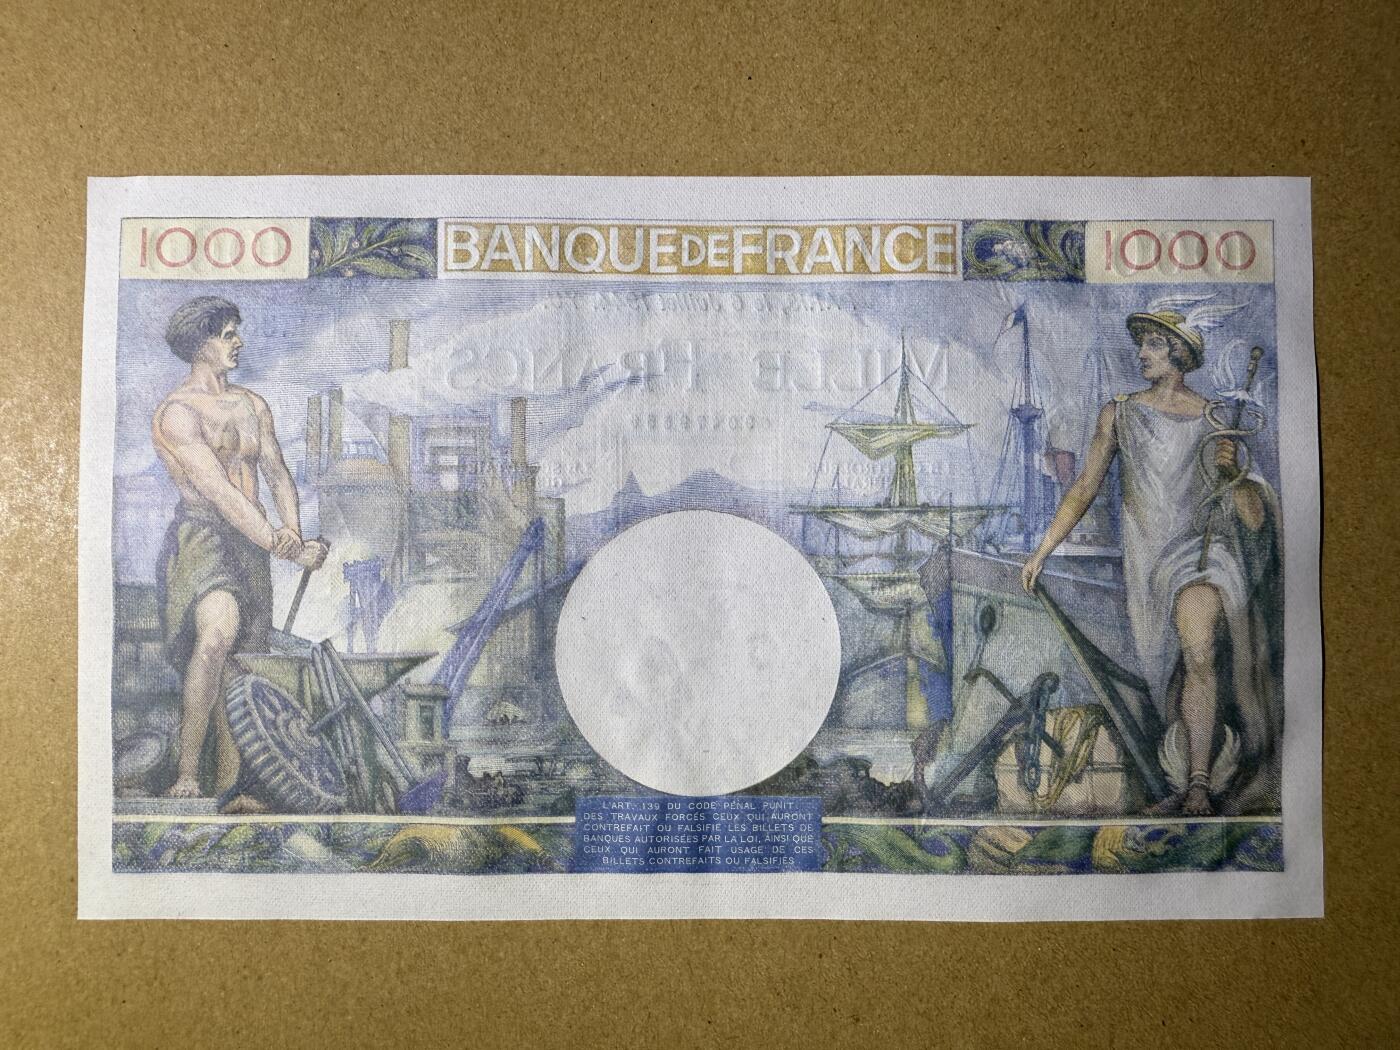 1000 BANQUE DE FRANCE 1000
MILLE FRANCS
L'ART. 139 DU CODE PÉNAL PUNIT
DES TRAVAUX FORCÉS CEUX QUI AURONT
CONTREFAIT OU FALSIFIÉ LES BILLETS DE
BANQUES AUTORISÉES PAR LA LOI, AINSI QUE
CEUX QUI AURONT FAIT USAGE DE CES
BILLETS CONTREFAITS OU FALSIFIÉS